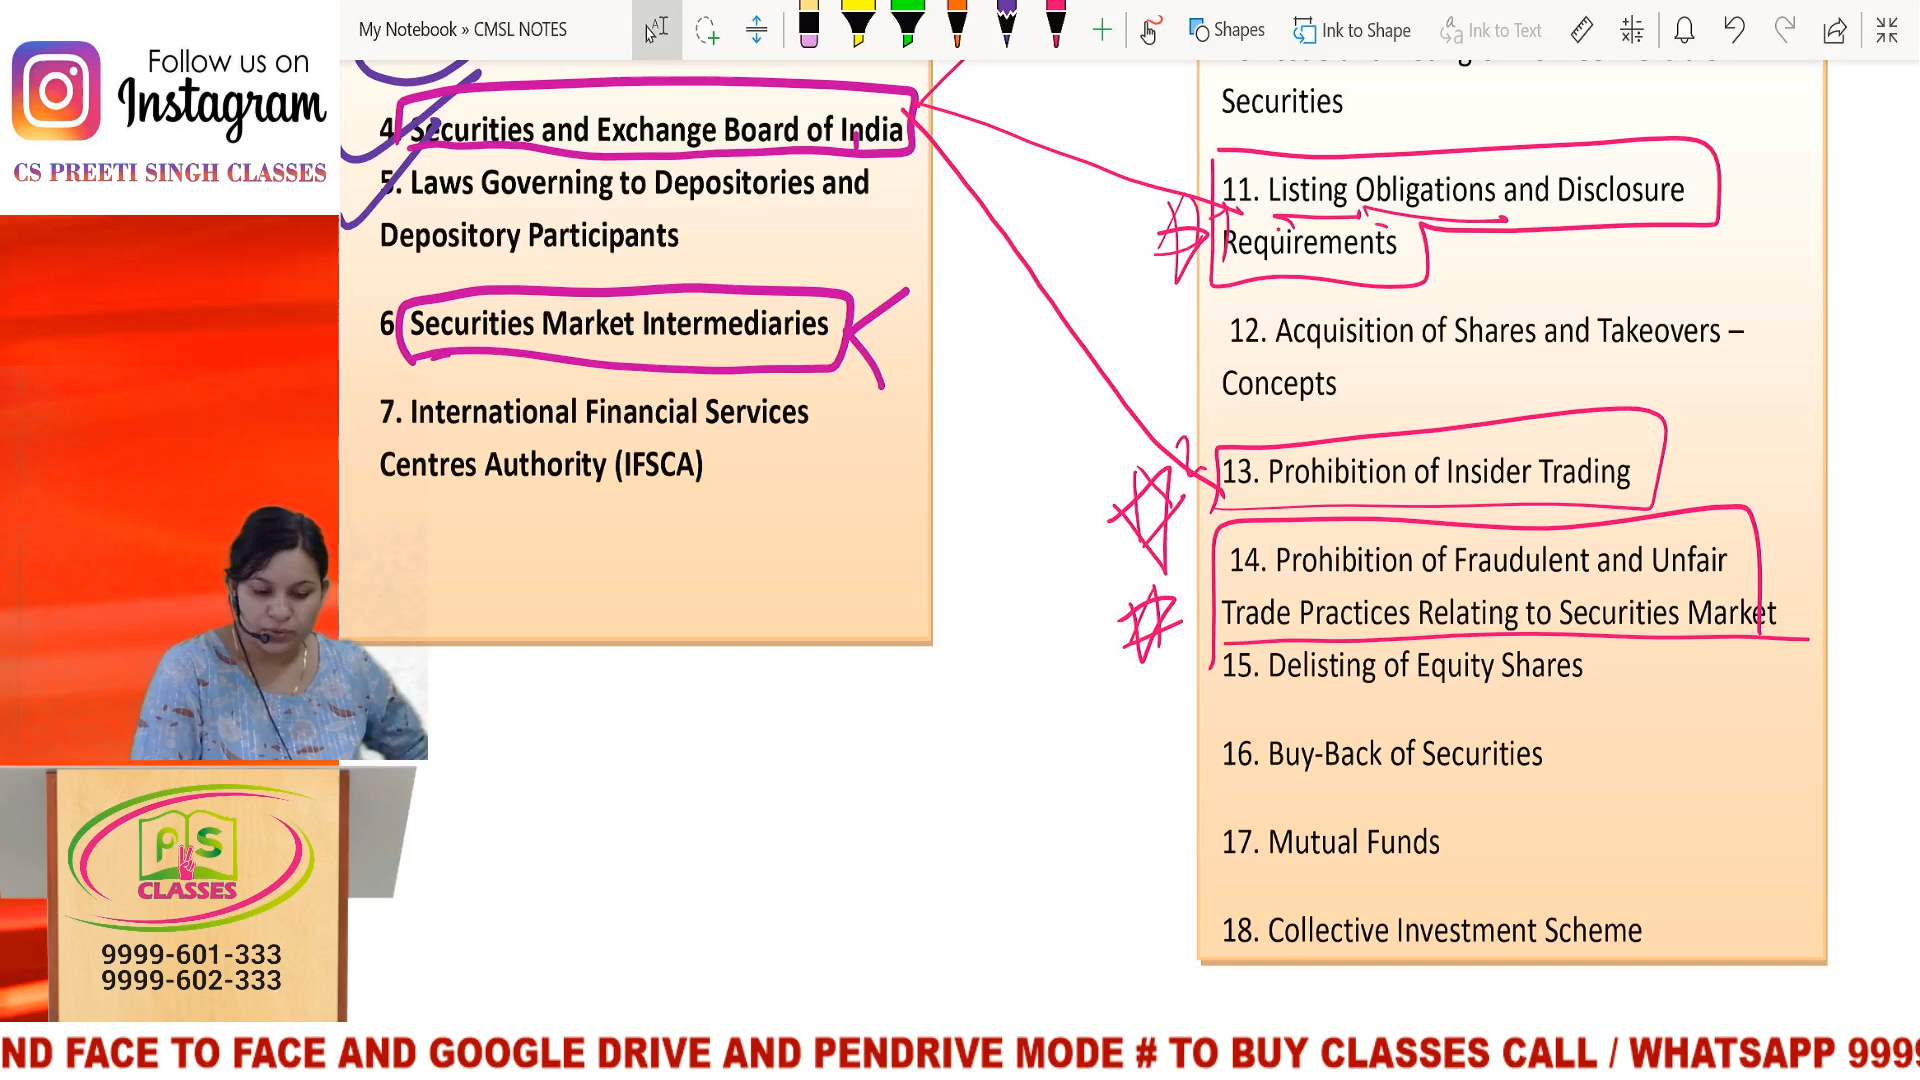 My Notebook » CMSL NOTES
Shapes
Ink to Shape
Ink to Text
Follow us on
Instagram
CS PREETI SINGH CLASSES
4. Securities and Exchange Board of India
5. Laws Governing to Depositories and
Depository Participants
6 Securities Market Intermediaries
7. International Financial Services
Centres Authority (IFSCA)
Securities
11. Listing Obligations and Disclosure
Requirements
12. Acquisition of Shares and Takeovers –
Concepts
13. Prohibition of Insider Trading
14. Prohibition of Fraudulent and Unfair
Trade Practices Relating to Securities Market
15. Delisting of Equity Shares
16. Buy-Back of Securities
17. Mutual Funds
18. Collective Investment Scheme
PS
CLASSES
9999-601-333
9999-602-333
ND FACE TO FACE AND GOOGLE DRIVE AND PENDRIVE MODE # TO BUY CLASSES CALL / WHATSAPP 9999